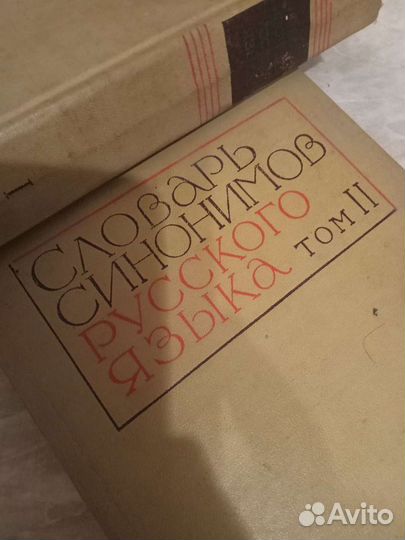 I
СЛОВАРЬ
СИНОНИМОВ
РУССКОГО
ЯЗЫКА ТОМ II
Avito